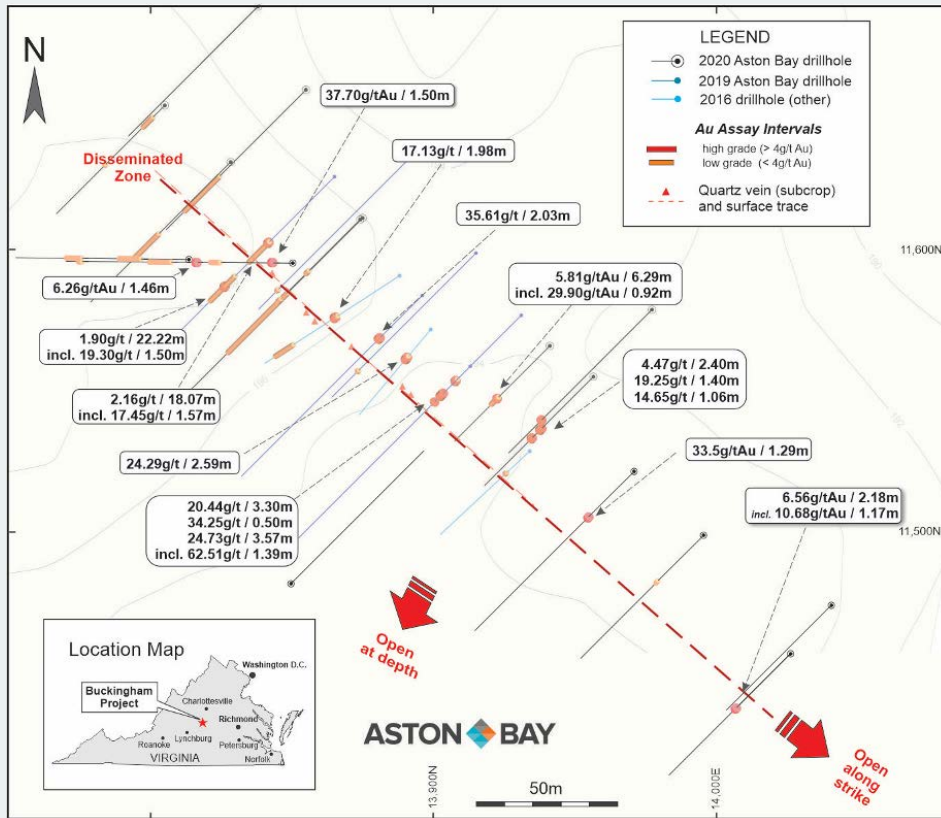 N
LEGEND
2020 Aston Bay drillhole
2019 Aston Bay drillhole
2016 drillhole (other)
Au Assay Intervals
high grade (> 4g/t Au)
low grade (< 4g/t Au)
Quartz vein (subcrop)
and surface trace
37.70g/tAu / 1.50m
17.13g/t / 1.98m
Disseminated
Zone
35.61g/t / 2.03m
11,600N
5.81g/tAu / 6.29m
incl. 29.90g/tAu / 0.92m
6.26g/tAu / 1.46m
1.90g/t / 22.22m
incl. 19.30g/t / 1.50m
4.47g/t / 2.40m
19.25g/t / 1.40m
14.65g/t / 1.06m
2.16g/t / 18.07m
incl. 17.45g/t / 1.57m
24.29g/t / 2.59m
33.5g/tAu / 1.29m
20.44g/t / 3.30m
34.25g/t / 0.50m
24.73g/t / 3.57m
incl. 62.51g/t / 1.39m
6.56g/tAu / 2.18m
incl. 10.68g/tAu / 1.17m
11,500N
Open
at depth
Location Map
Washington D.C.
Buckingham
Project
Charlottesville
Richmond
Lynchburg
Roanoke
Petersburg
Norfolk
VIRGINIA
ASTON BAY
50m
13,900N
14,000E
Open
along
strike